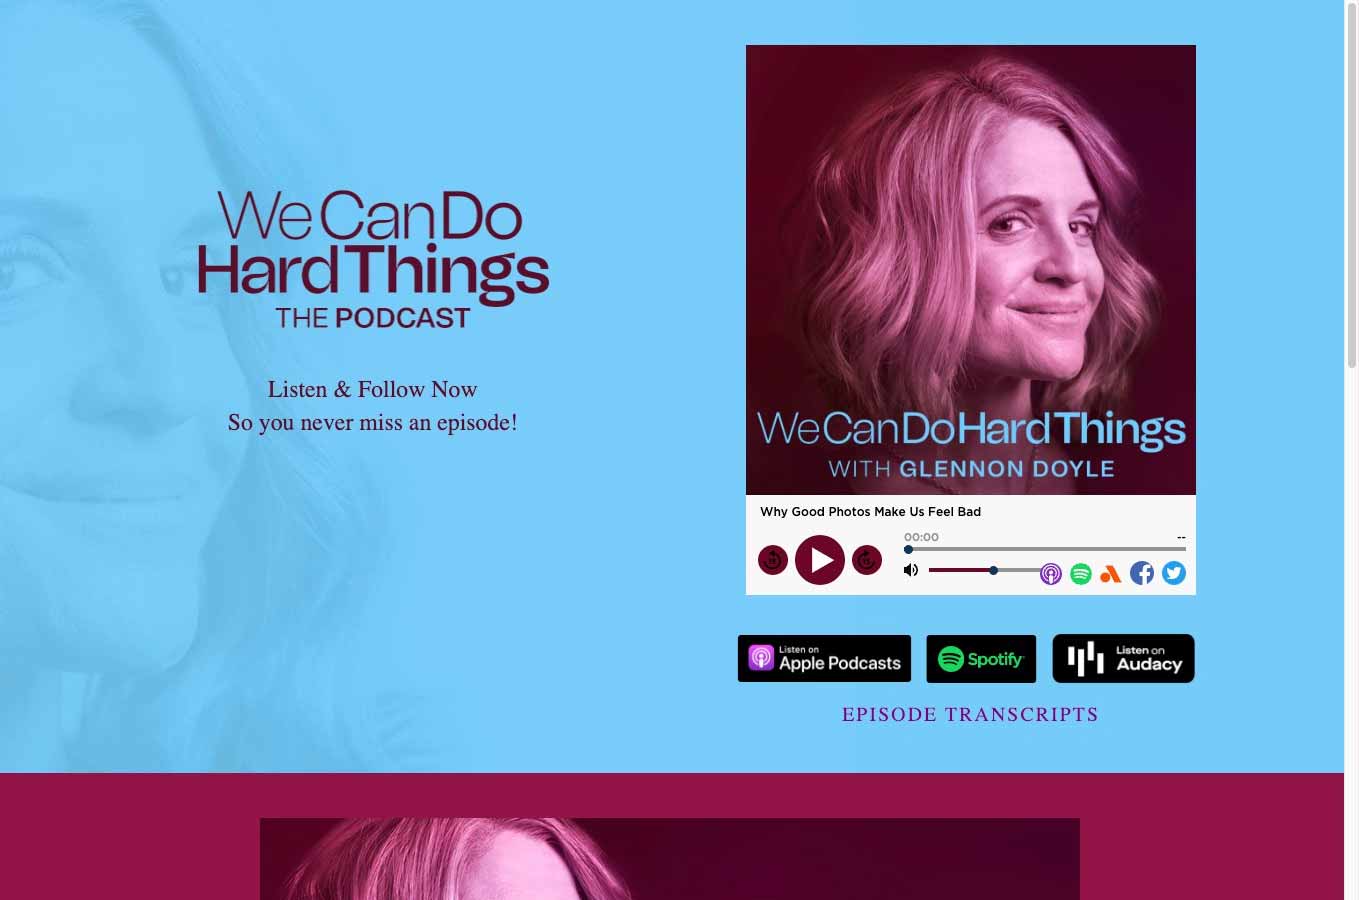 We Can Do
Hard Things
THE PODCAST
Listen & Follow Now
So you never miss an episode!
We Can Do Hard Things
WITH GLENNON DOYLE
Why Good Photos Make Us Feel Bad
00:00
--
Listen on
Apple Podcasts
Spotify
Listen on
Audacy
EPISODE TRANSCRIPTS